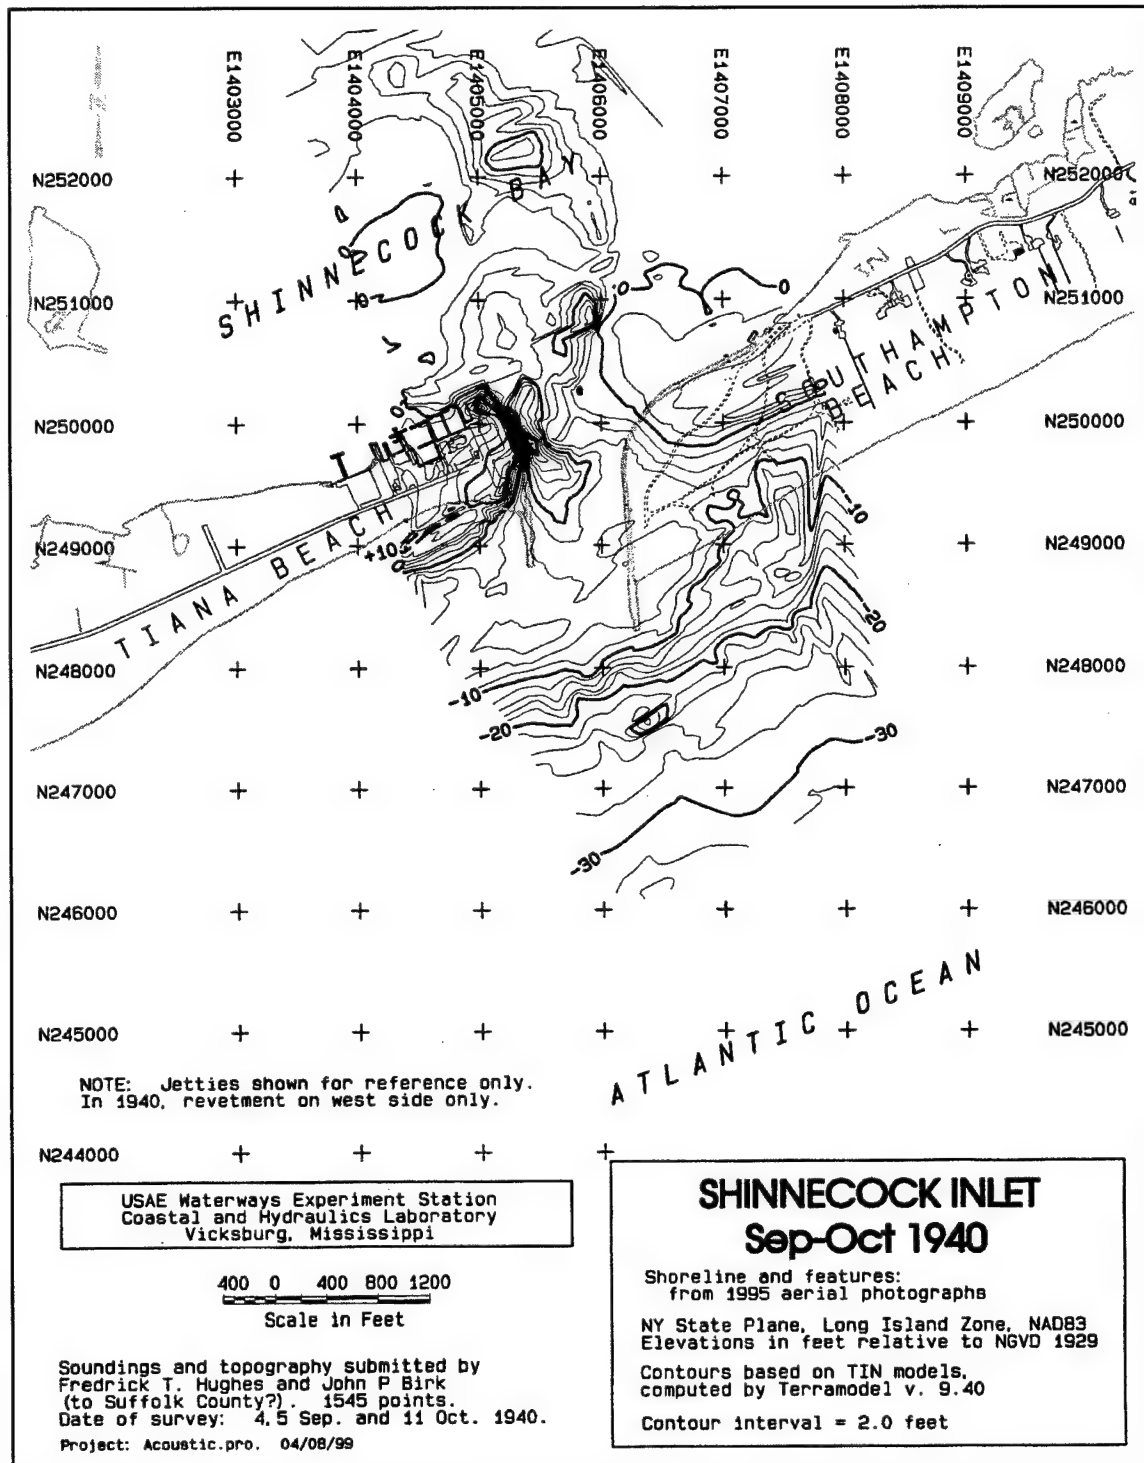 E1403000
E1404000
E1405000
E1406000
E1407000
E1408000
E1409000
N252000
N252000
SHINNECOCK BAY
N251000
N251000
0
0
0
0
0
SOUTHAMPTON
BEACH
N250000
N250000
-10
N249000
N249000
+10
0
TIANA BEACH
-20
N248000
N248000
-10
-20
-30
N247000
N247000
-30
N246000
N246000
ATLANTIC OCEAN
N245000
N245000
NOTE: Jetties shown for reference only.
In 1940, revetment on west side only.
N244000
USAE Waterways Experiment Station
Coastal and Hydraulics Laboratory
Vicksburg, Mississippi
400 0 400 800 1200
Scale in Feet
Soundings and topography submitted by
Fredrick T. Hughes and John P Birk
(to Suffolk County?). 1545 points.
Date of survey: 4,5 Sep. and 11 Oct. 1940.
Project: Acoustic.pro. 04/08/99
SHINNECOCK INLET
Sep-Oct 1940
Shoreline and features:
from 1995 aerial photographs
NY State Plane, Long Island Zone, NAD83
Elevations in feet relative to NGVD 1929
Contours based on TIN models,
computed by Terramodel v. 9.40
Contour interval = 2.0 feet